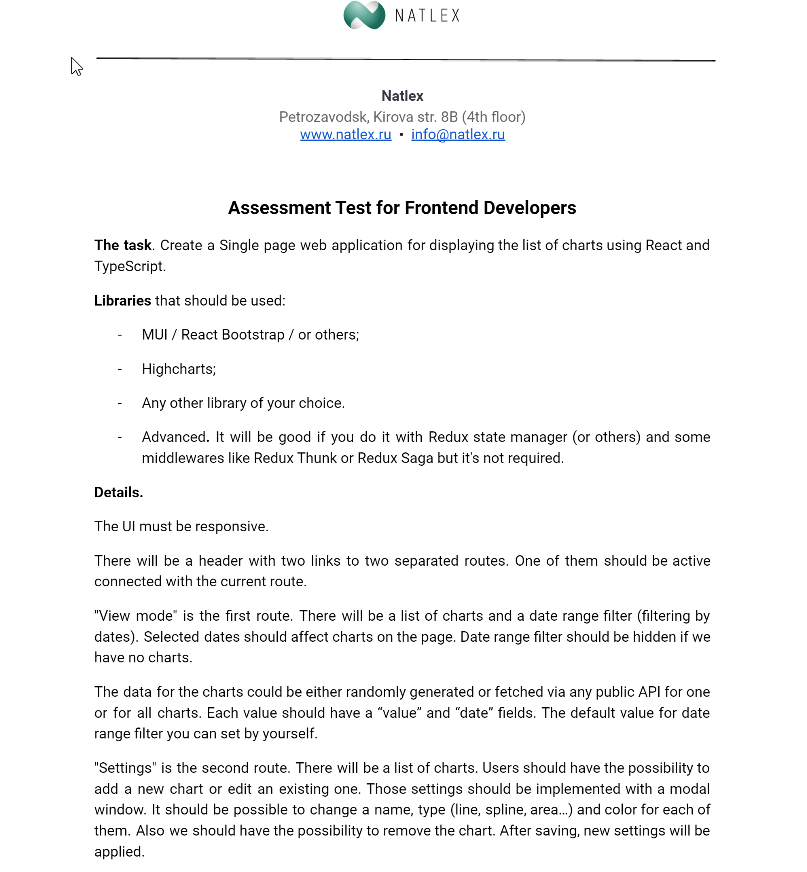 NATLEX
Natlex
Petrozavodsk, Kirova str. 8B (4th floor)
www.natlex.ru • info@natlex.ru
Assessment Test for Frontend Developers
The task. Create a Single page web application for displaying the list of charts using React and
TypeScript.
Libraries that should be used:
- MUI / React Bootstrap / or others;
- Highcharts;
- Any other library of your choice.
- Advanced. It will be good if you do it with Redux state manager (or others) and some
middlewares like Redux Thunk or Redux Saga but it's not required.
Details.
The UI must be responsive.
There will be a header with two links to two separated routes. One of them should be active
connected with the current route.
"View mode" is the first route. There will be a list of charts and a date range filter (filtering by
dates). Selected dates should affect charts on the page. Date range filter should be hidden if we
have no charts.
The data for the charts could be either randomly generated or fetched via any public API for one
or for all charts. Each value should have a “value” and “date” fields. The default value for date
range filter you can set by yourself.
"Settings" is the second route. There will be a list of charts. Users should have the possibility to
add a new chart or edit an existing one. Those settings should be implemented with a modal
window. It should be possible to change a name, type (line, spline, area…) and color for each of
them. Also we should have the possibility to remove the chart. After saving, new settings will be
applied.